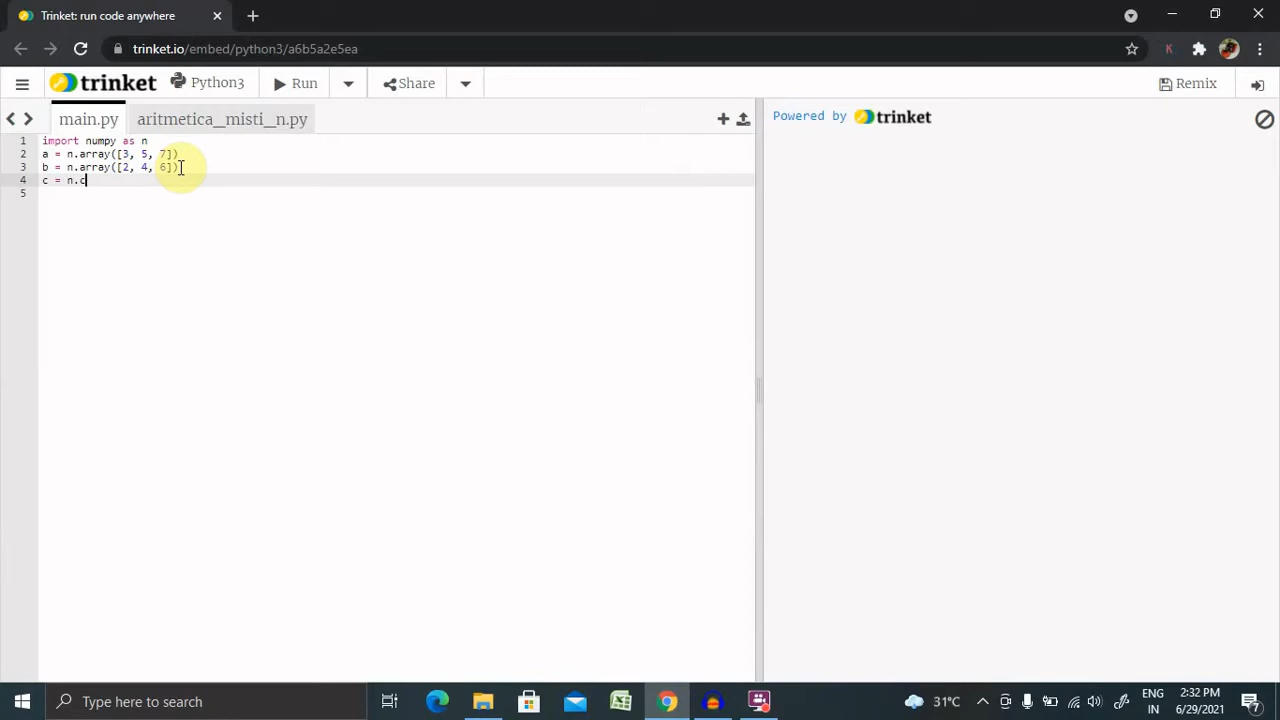 Trinket: run code anywhere
trinket.io/embed/python3/a6b5a2e5ea
trinket Python3 Run Share Remix
main.py aritmetica_misti_n.py
Powered by trinket
1 import numpy as n
2 a = n.array([3, 5, 7])
3 b = n.array([2, 4, 6])
4 c = n.c
5
Type here to search
31°C
ENG
IN
2:32 PM
6/29/2021
7